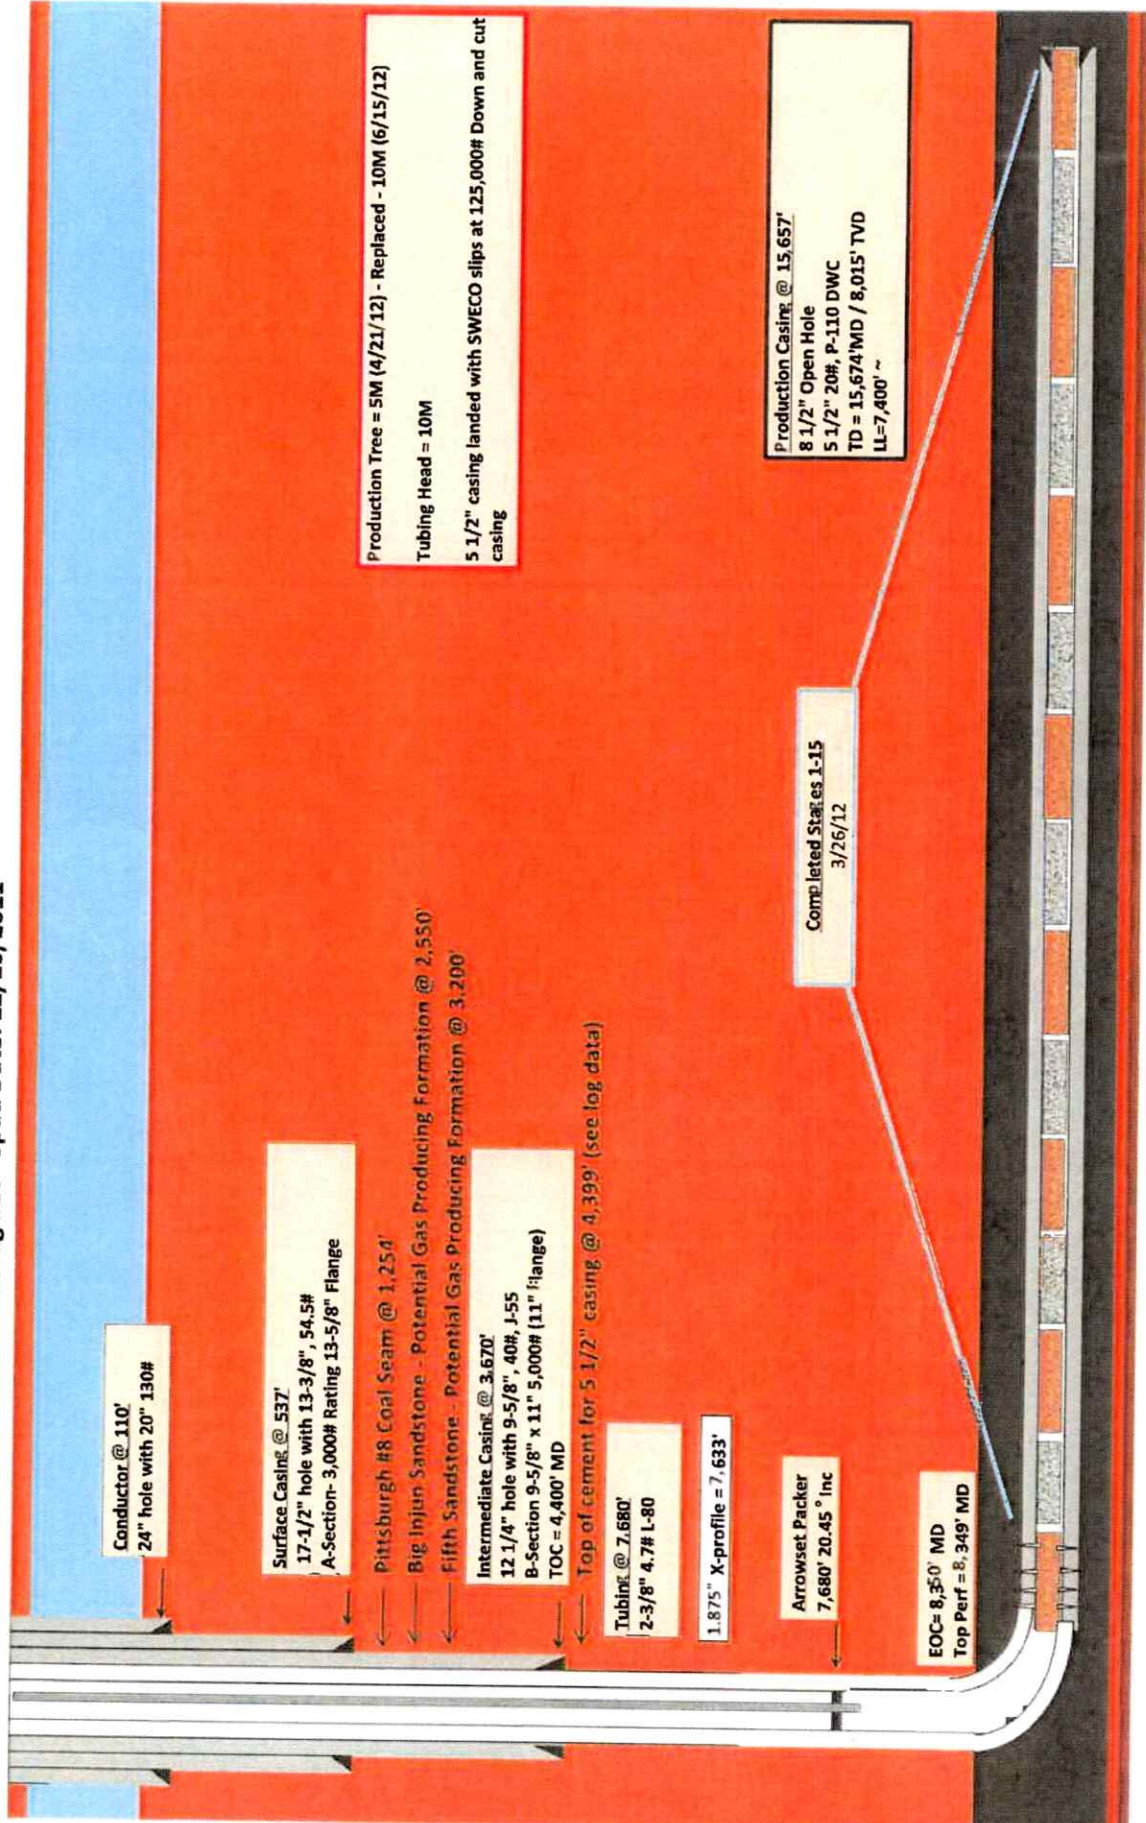 Conductor @ 110'
24" hole with 20" 130#
Surface Casing @ 537'
17-1/2" hole with 13-3/8", 54.5#
A-Section- 3,000# Rating 13-5/8" Flange
Pittsburgh #8 Coal Seam @ 1,254'
Big Injun Sandstone - Potential Gas Producing Formation @ 2,550'
Fifth Sandstone - Potential Gas Producing Formation @ 3,200'
Intermediate Casing @ 3,670'
12 1/4" hole with 9-5/8", 40#, J-55
B-Section 9-5/8" x 11" 5,000# (11" Flange)
TOC = 4,400' MD
Top of cement for 5 1/2" casing @ 4,399' (see log data)
Tubing @ 7,680'
2-3/8" 4.7# L-80
1.875" X-profile = 7,633'
Arrowset Packer
7,680' 20.45 ° Inc
EOC= 8,350' MD
Top Perf = 8,349' MD
Completed Stages 1-15
3/26/12
Production Tree = 5M (4/21/12) - Replaced - 10M (6/15/12)
Tubing Head = 10M
5 1/2" casing landed with SWECO slips at 125,000# Down and cut
casing
Production Casing @ 15,657'
8 1/2" Open Hole
5 1/2" 20#, P-110 DWC
TD = 15,674'MD / 8,015' TVD
LL=7,400' ~